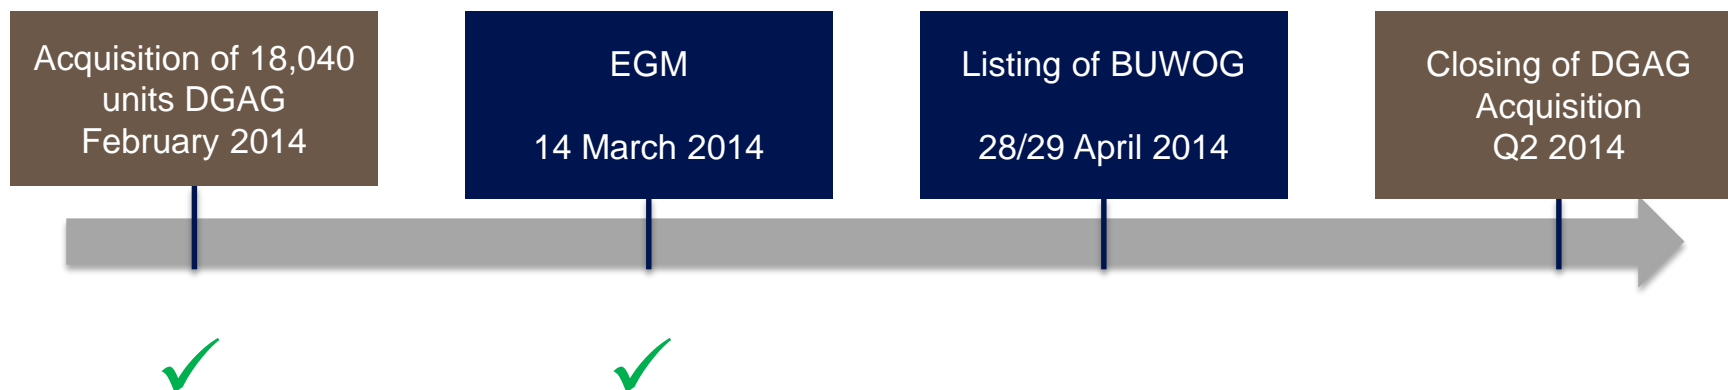 Acquisition of 18,040
units DGAG
February 2014
EGM
14 March 2014
Listing of BUWOG
28/29 April 2014
Closing of DGAG
Acquisition
Q2 2014